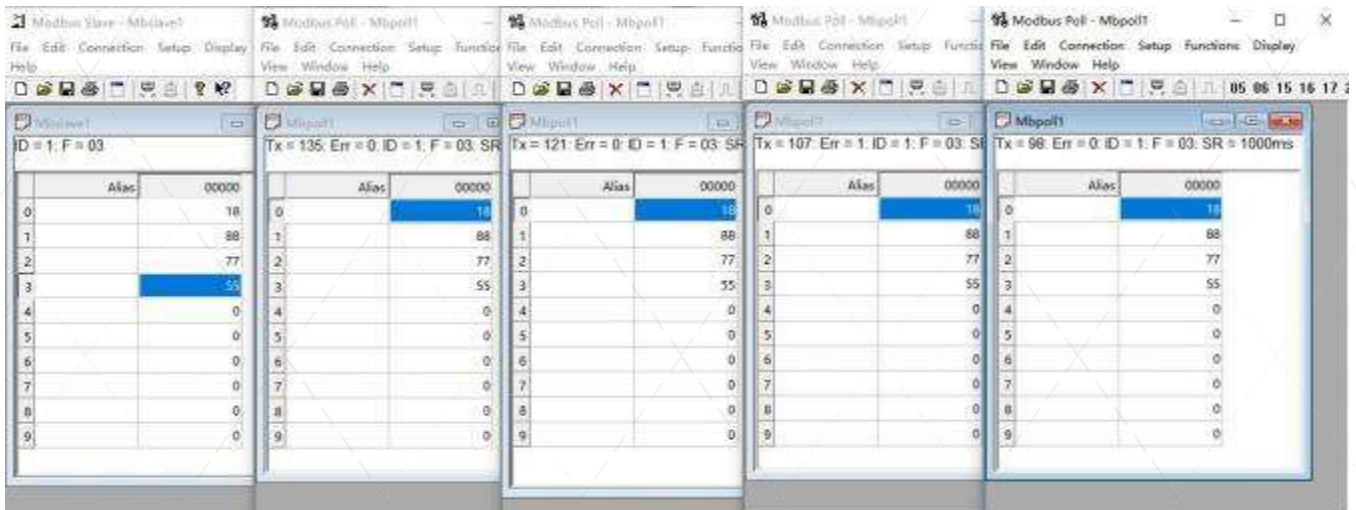 Modbus Slave - Mbslave1
File Edit Connection Setup Display
Help
Mbslave1
ID = 1: F = 03
Alias 00000
0 18
1 88
2 77
3 55
4 0
5 0
6 0
7 0
8 0
9 0
Modbus Poll - Mbpoll1
File Edit Connection Setup Functio
View Window Help
Mbpoll1
Tx = 135: Err = 0: ID = 1: F = 03: SR
Alias 00000
0 18
1 88
2 77
3 55
4 0
5 0
6 0
7 0
8 0
9 0
Modbus Poll - Mbpoll1
File Edit Connection Setup Functio
View Window Help
Mbpoll1
Tx = 121: Err = 0: ID = 1: F = 03: SR
Alias 00000
0 18
1 88
2 77
3 55
4 0
5 0
6 0
7 0
8 0
9 0
Modbus Poll - Mbpoll1
File Edit Connection Setup Functio
View Window Help
Mbpoll1
Tx = 107: Err = 1: ID = 1: F = 03: SR
Alias 00000
0 18
1 88
2 77
3 55
4 0
5 0
6 0
7 0
8 0
9 0
Modbus Poll - Mbpoll1
File Edit Connection Setup Functions Display
View Window Help
05 06 15 16 17 2
Mbpoll1
Tx = 98: Err = 0: ID = 1: F = 03: SR = 1000ms
Alias 00000
0 18
1 88
2 77
3 55
4 0
5 0
6 0
7 0
8 0
9 0